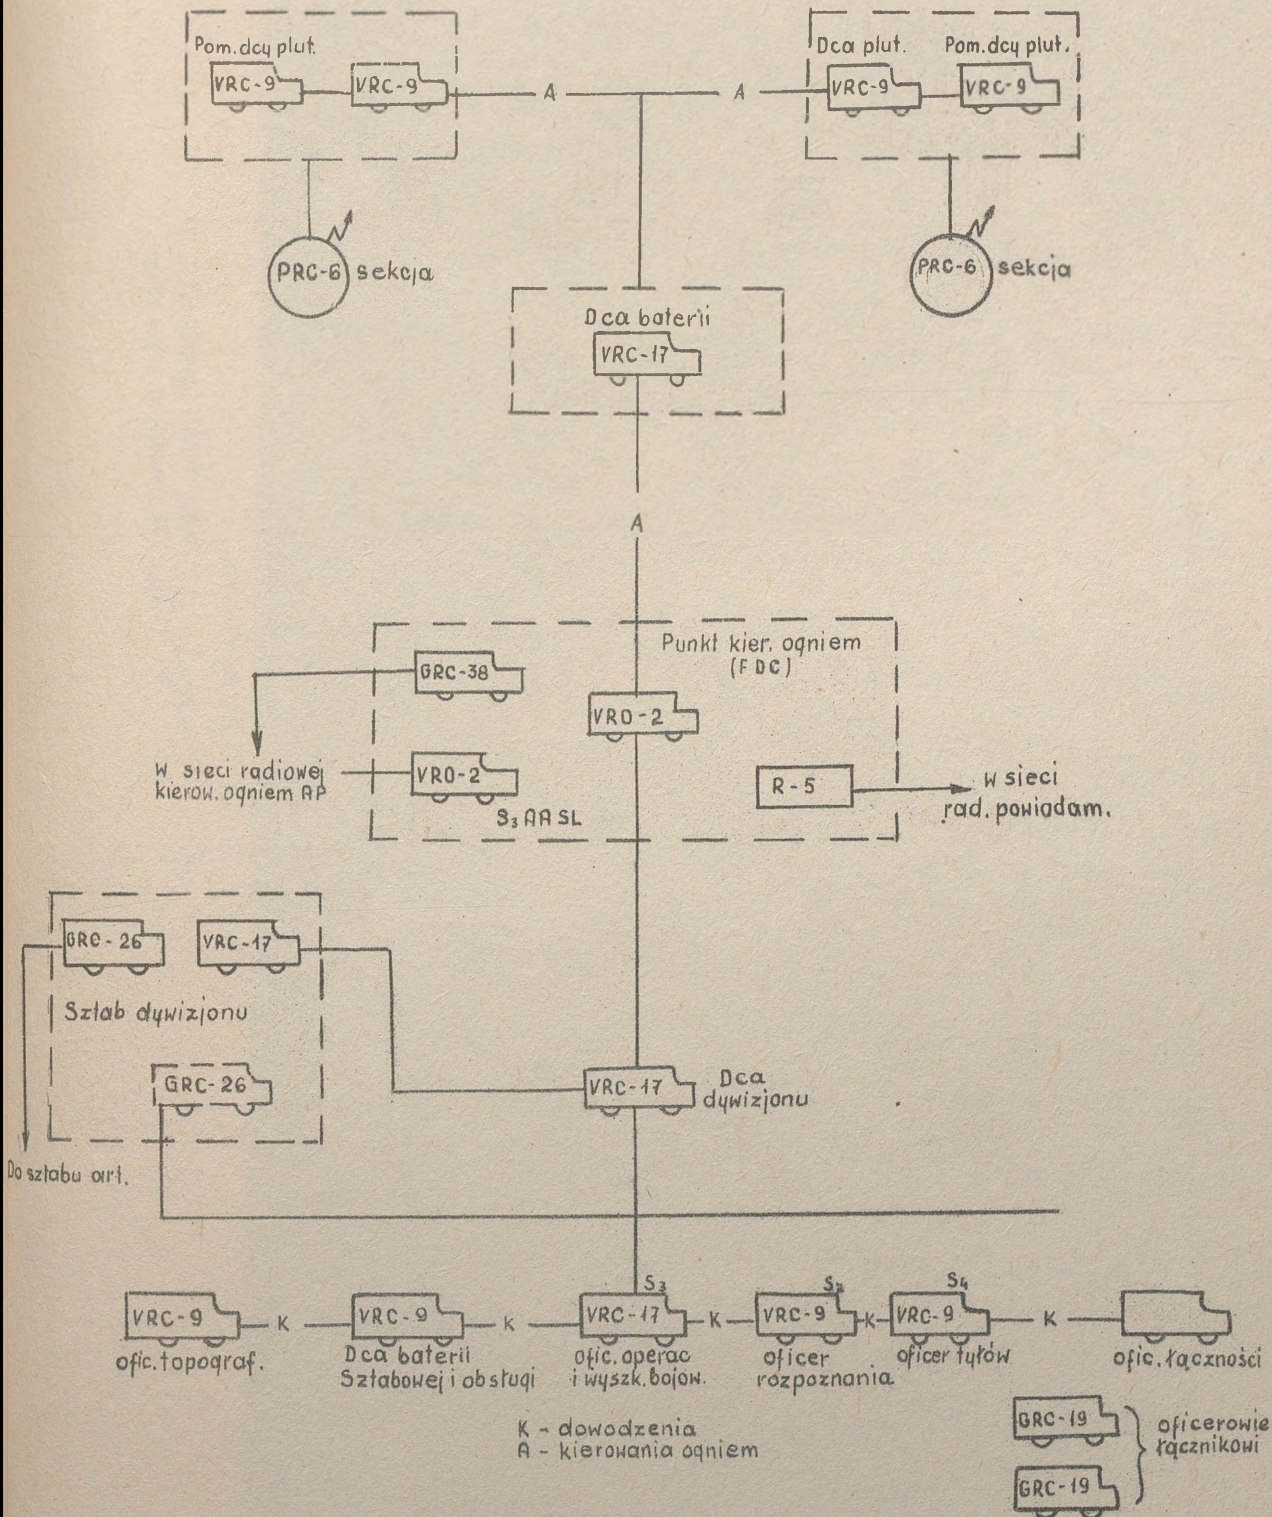 Pom. dcy plut.
VRC-9
VRC-9
A
A
Dca plut.
Pom. dcy plut.
VRC-9
VRC-9
PRC-6
sekcja
PRC-6
sekcja
Dca baterii
VRC-17
A
Punkt kier. ogniem
(FDC)
GRC-38
VRO-2
W sieci radiowej
kierow. ogniem AP
VRO-2
S3 AA SL
R-5
w sieci
rad. powiadam.
GRC-26
VRC-17
Sztab dywizjonu
GRC-26
VRC-17
Dca
dywizjonu
Do sztabu art.
VRC-9
ofic. topograf.
K
VRC-9
Dca baterii
Sztabowej i obsługi
K
S3
VRC-17
Ofic. operac
i wyszk. bojow.
K
S2
VRC-9
oficer
rozpoznania
K
S4
VRC-9
oficer tyłów
K
ofic. łączności
K - dowodzenia
A - kierowania ogniem
GRC-19
GRC-19
oficerowie
łącznikowi